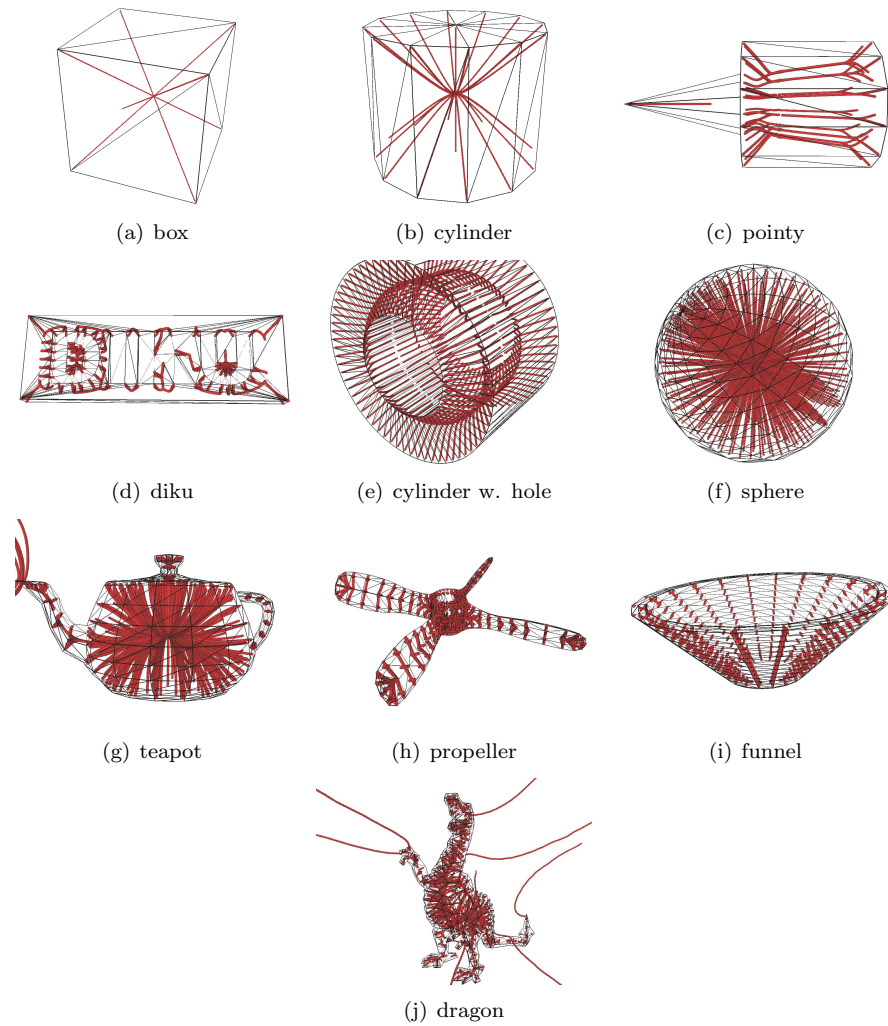 (a) box
(b) cylinder
(c) pointy
(d) diku
(e) cylinder w. hole
(f) sphere
(g) teapot
(h) propeller
(i) funnel
(j) dragon